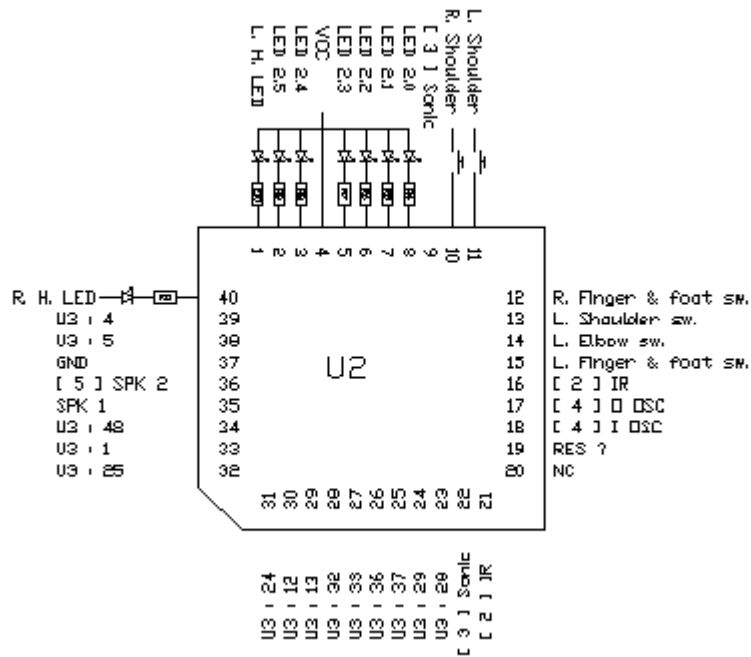 L. H. LED
LED 2.5
LED 2.4
VCC
LED 2.3
LED 2.2
LED 2.1
LED 2.0
[ 3 ] Sonic
R. Shoulder
L. Shoulder
1 2 3 4 5 6 7 8 9 10 11
R. H. LED 40
U3 : 4 39
U3 : 5 38
GND 37
[ 5 ] SPK 2 36
SPK 1 35
U3 : 48 34
U3 : 1 33
U3 : 25 32
U2
12 R. Finger & foat sw.
13 L. Shaulder sw.
14 L. Elbow sw.
15 L. Finger & foat sw.
16 [ 2 ] IR
17 [ 4 ] O OSC
18 [ 4 ] I OSC
19 RES ?
20 NC
31 30 29 28 27 26 25 24 23 22 21
U3 : 24
U3 : 12
U3 : 13
U3 : 32
U3 : 33
U3 : 36
U3 : 37
U3 : 29
U3 : 28
[ 3 ] Sonic
[ 2 ] IR